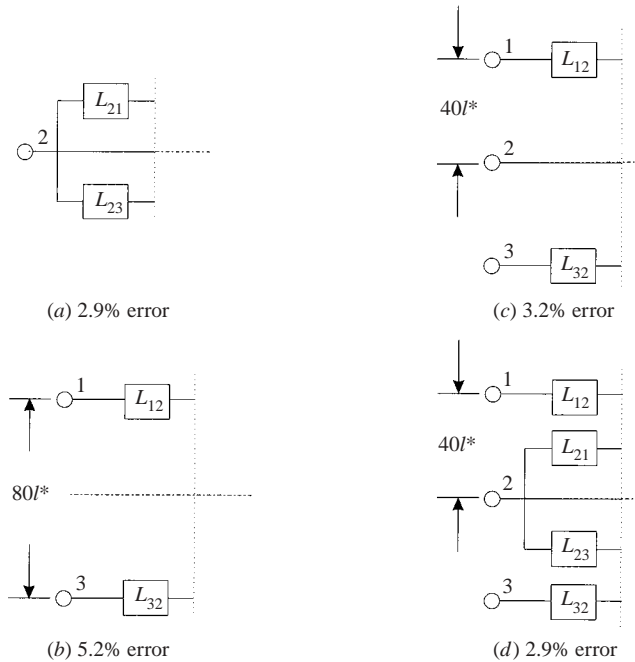 L21
2
L23
(a) 2.9% error
1
L12
80l*
3
L32
(b) 5.2% error
1
L12
40l*
2
3
L32
(c) 3.2% error
1
L12
L21
40l*
2
L23
3
L32
(d) 2.9% error